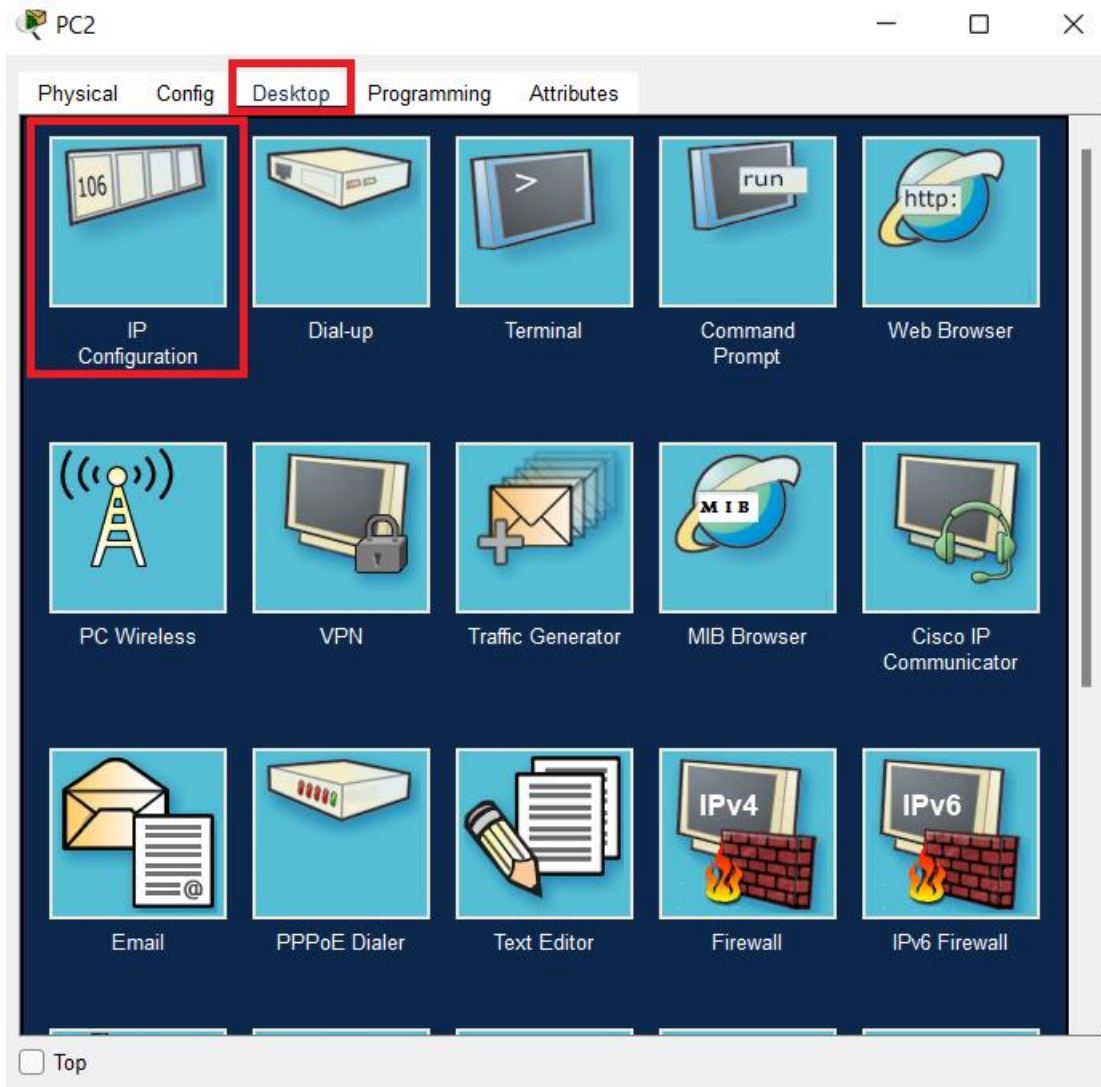 PC2
Physical Config Desktop Programming Attributes
106
>
run
http:
IP
Configuration
Dial-up
Terminal
Command
Prompt
Web Browser
MIB
PC Wireless
VPN
Traffic Generator
MIB Browser
Cisco IP
Communicator
@
IPv4
IPv6
Email
PPPoE Dialer
Text Editor
Firewall
IPv6 Firewall
Top